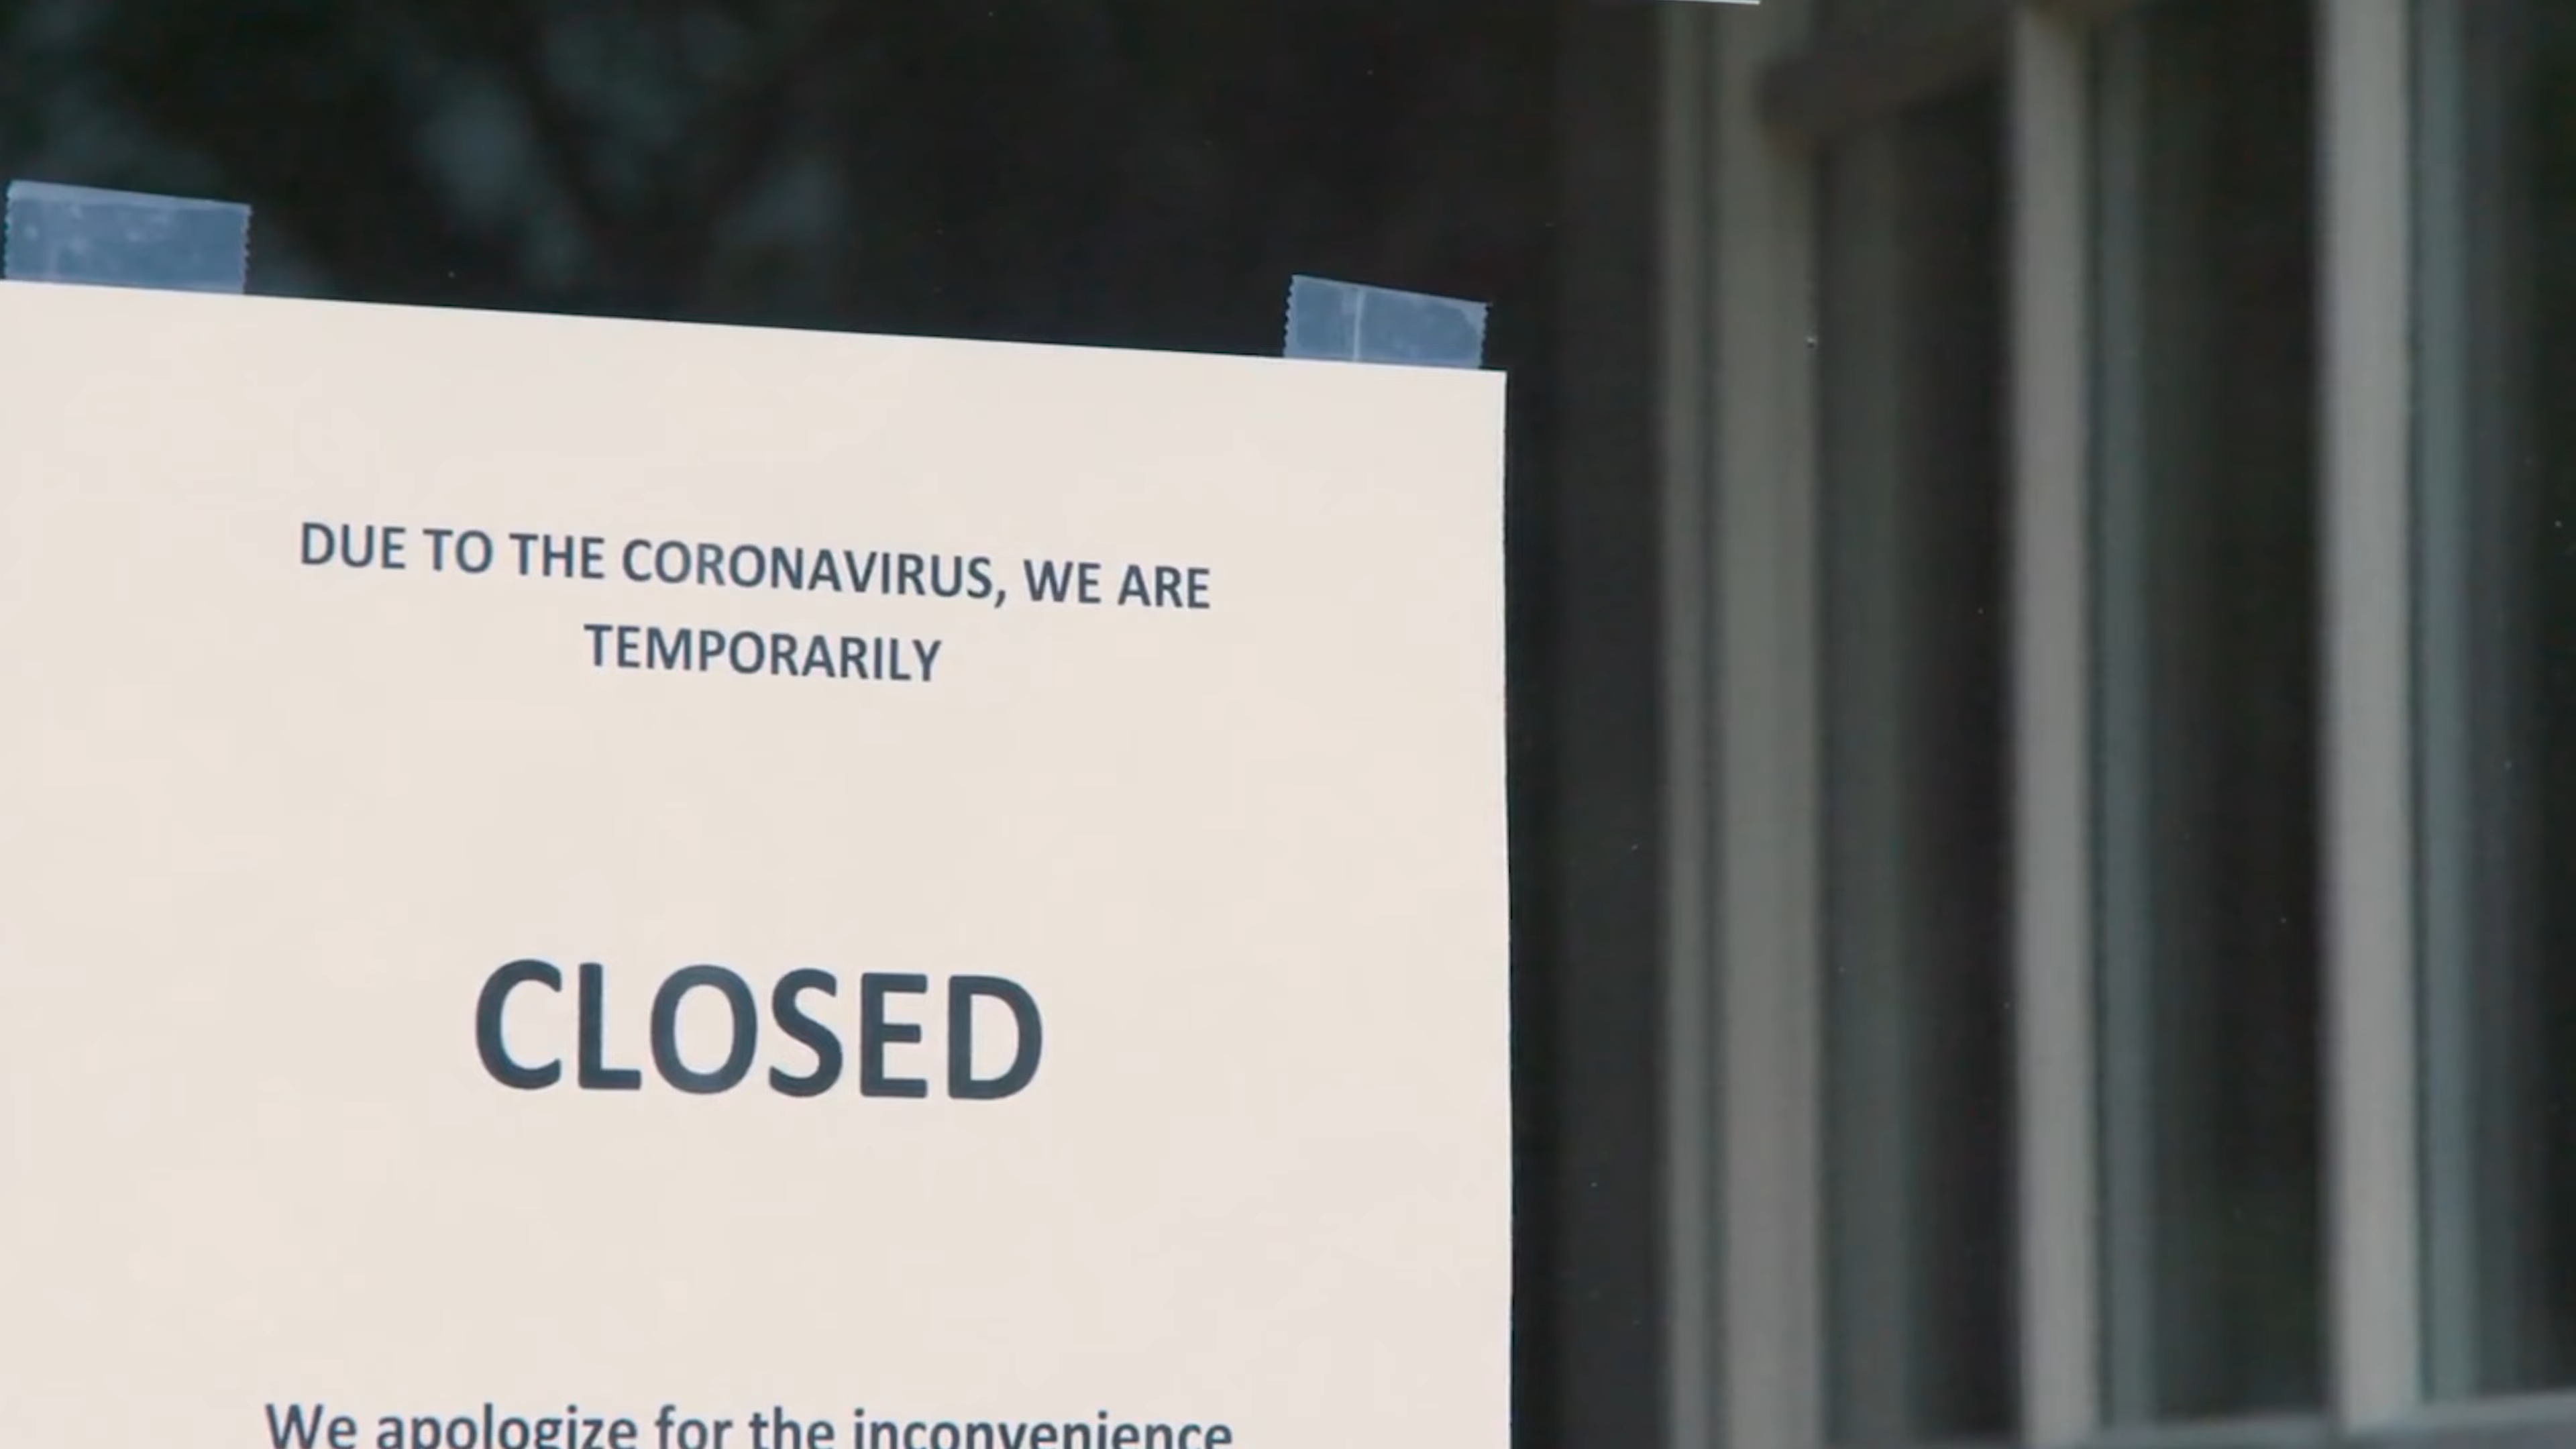 DUE TO THE CORONAVIRUS, WE ARE
TEMPORARILY
CLOSED
We apologize for the inconvenience